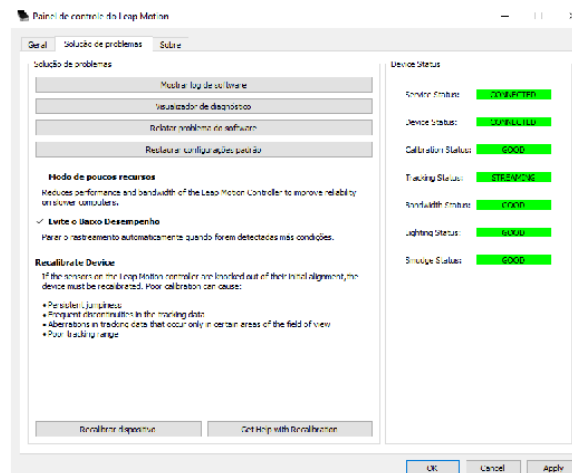 Painel de controle do Leap Motion
Geral
Solução de problemas
Sobre
Solução de problemas
Mostrar log de software
Visualizador de diagnóstico
Relatar problema de software
Restaurar configurações padrão
Modo de poucos recursos
Reduces performance and bandwidth of the Leap Motion Controller to improve reliability
on slower computers.
Evite o Baixo Desempenho
Parar o rastreamento automaticamente quando forem detectadas más condições.
Recalibrate Device
If the sensors on the Leap Motion controller are knocked out of their initial alignment, the
device must be recalibrated. Poor calibration can cause:
• Persistent jumpiness
• Frequent discontinuities in the tracking data
• Aberrations in tracking data that occur only in certain areas of the field of view
• Poor tracking range
Recalibrar dispositivo
Get Help with Recalibration
Device Status
Service Status: CONNECTED
Device Status: CONNECTED
Calibration Status: GOOD
Tracking Status: STREAMING
Bandwidth Status: GOOD
Lighting Status: GOOD
Smudge Status: GOOD
OK
Cancel
Apply